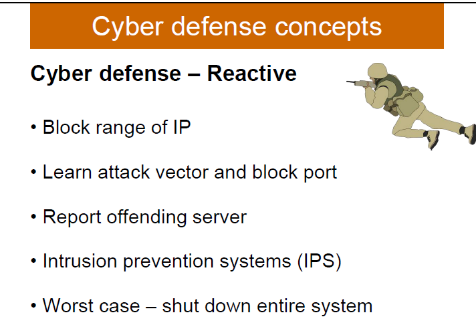 Cyber defense concepts
Cyber defense – Reactive
• Block range of IP
• Learn attack vector and block port
• Report offending server
• Intrusion prevention systems (IPS)
• Worst case – shut down entire system